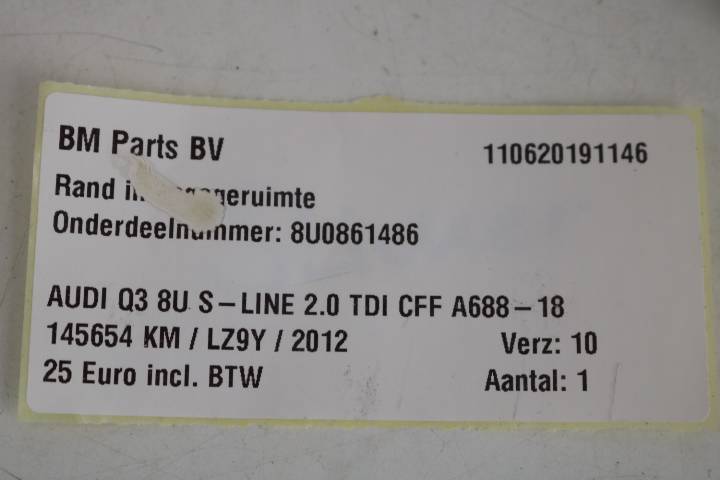 BM Parts BV 110620191146
Rand
Onderdeelnummer: 8U0861486
AUDI Q3 8U S-LINE 2.0 TDI CFF A688-18
145654 KM / LZ9Y / 2012 Verz: 10
25 Euro incl. BTW Aantal: 1